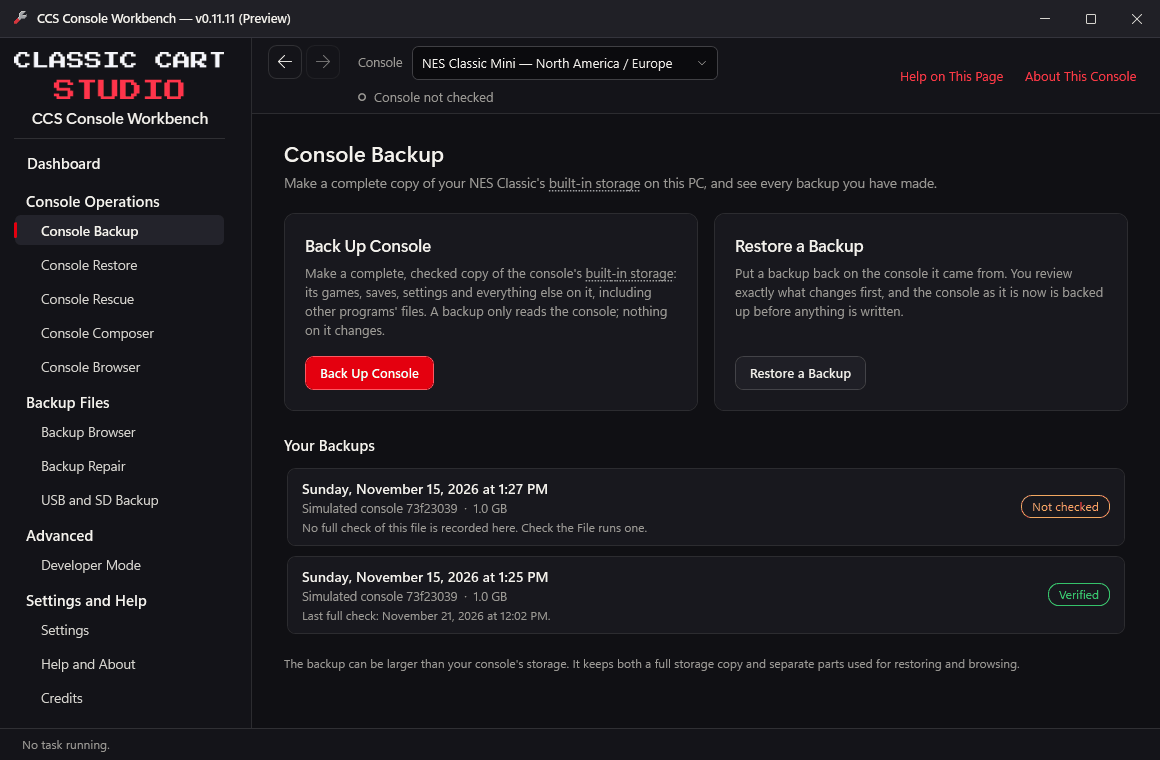 CCS Console Workbench — v0.11.11 (Preview)
CLASSIC CART
STUDIO
CCS Console Workbench
Dashboard
Console Operations
Console Backup
Console Restore
Console Rescue
Console Composer
Console Browser
Backup Files
Backup Browser
Backup Repair
USB and SD Backup
Advanced
Developer Mode
Settings and Help
Settings
Help and About
Credits
Console
NES Classic Mini — North America / Europe
Console not checked
Help on This Page
About This Console
Console Backup
Make a complete copy of your NES Classic's built-in storage on this PC, and see every backup you have made.
Back Up Console
Make a complete, checked copy of the console's built-in storage:
its games, saves, settings and everything else on it, including
other programs' files. A backup only reads the console; nothing
on it changes.
Back Up Console
Restore a Backup
Put a backup back on the console it came from. You review
exactly what changes first, and the console as it is now is backed
up before anything is written.
Restore a Backup
Your Backups
Sunday, November 15, 2026 at 1:27 PM
Simulated console 73f23039 · 1.0 GB
No full check of this file is recorded here. Check the File runs one.
Not checked
Sunday, November 15, 2026 at 1:25 PM
Simulated console 73f23039 · 1.0 GB
Last full check: November 21, 2026 at 12:02 PM.
Verified
The backup can be larger than your console's storage. It keeps both a full storage copy and separate parts used for restoring and browsing.
No task running.